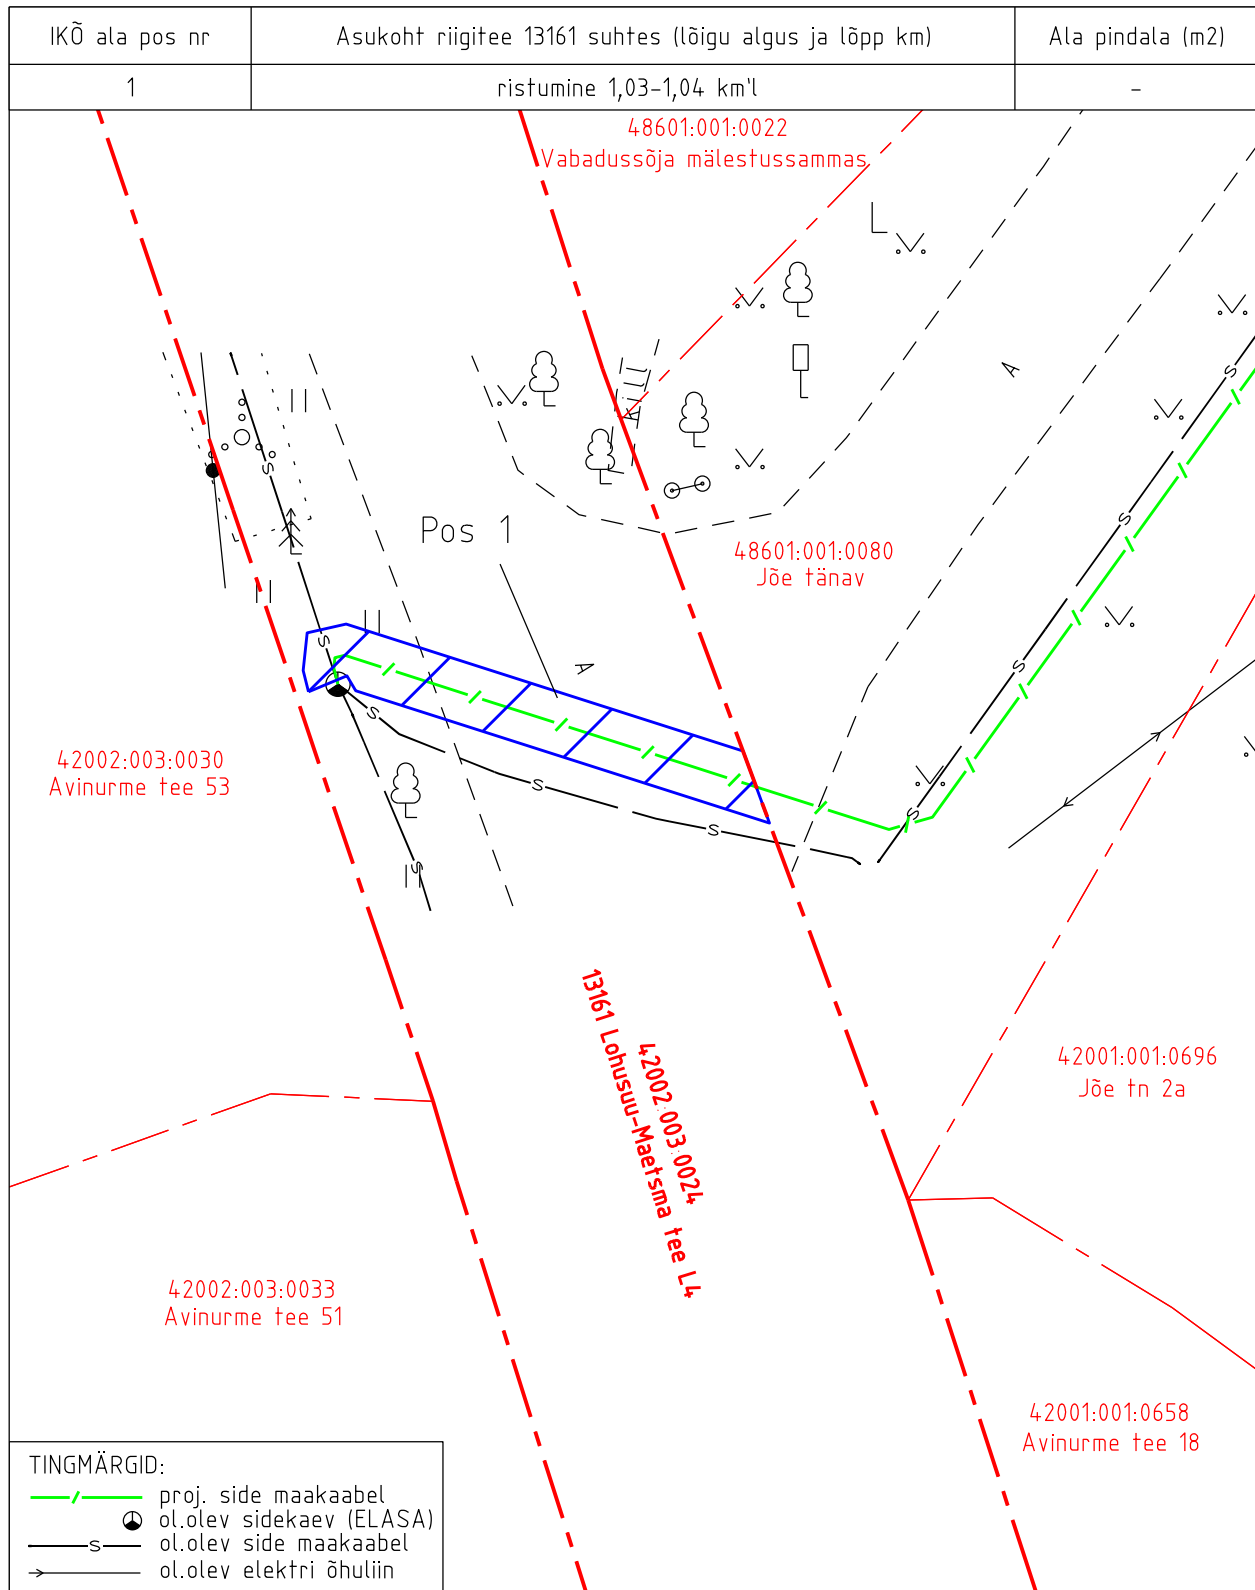 IKÕ ala pos nr
Asukoht riigitee 13161 suhtes (lõigu algus ja lõpp km)
Ala pindala (m2)
1
ristumine 1,03-1,04 km'l
-
48601:001:0022
Vabadussõja mälestussammas
kill
A
Pos 1
48601:001:0080
Jõe tänav
A
42002:003:0030
Avinurme tee 53
s
s
s
s
s
s
s
s
s
s
s
42002:003:0024
13161 Lohusuu-Maetsma tee L4
42001:001:0696
Jõe tn 2a
42002:003:0033
Avinurme tee 51
42001:001:0658
Avinurme tee 18
TINGMÄRGID:
proj. side maakaabel
ol.olev sidekaev (ELASA)
s ol.olev side maakaabel
ol.olev elektri õhuliin